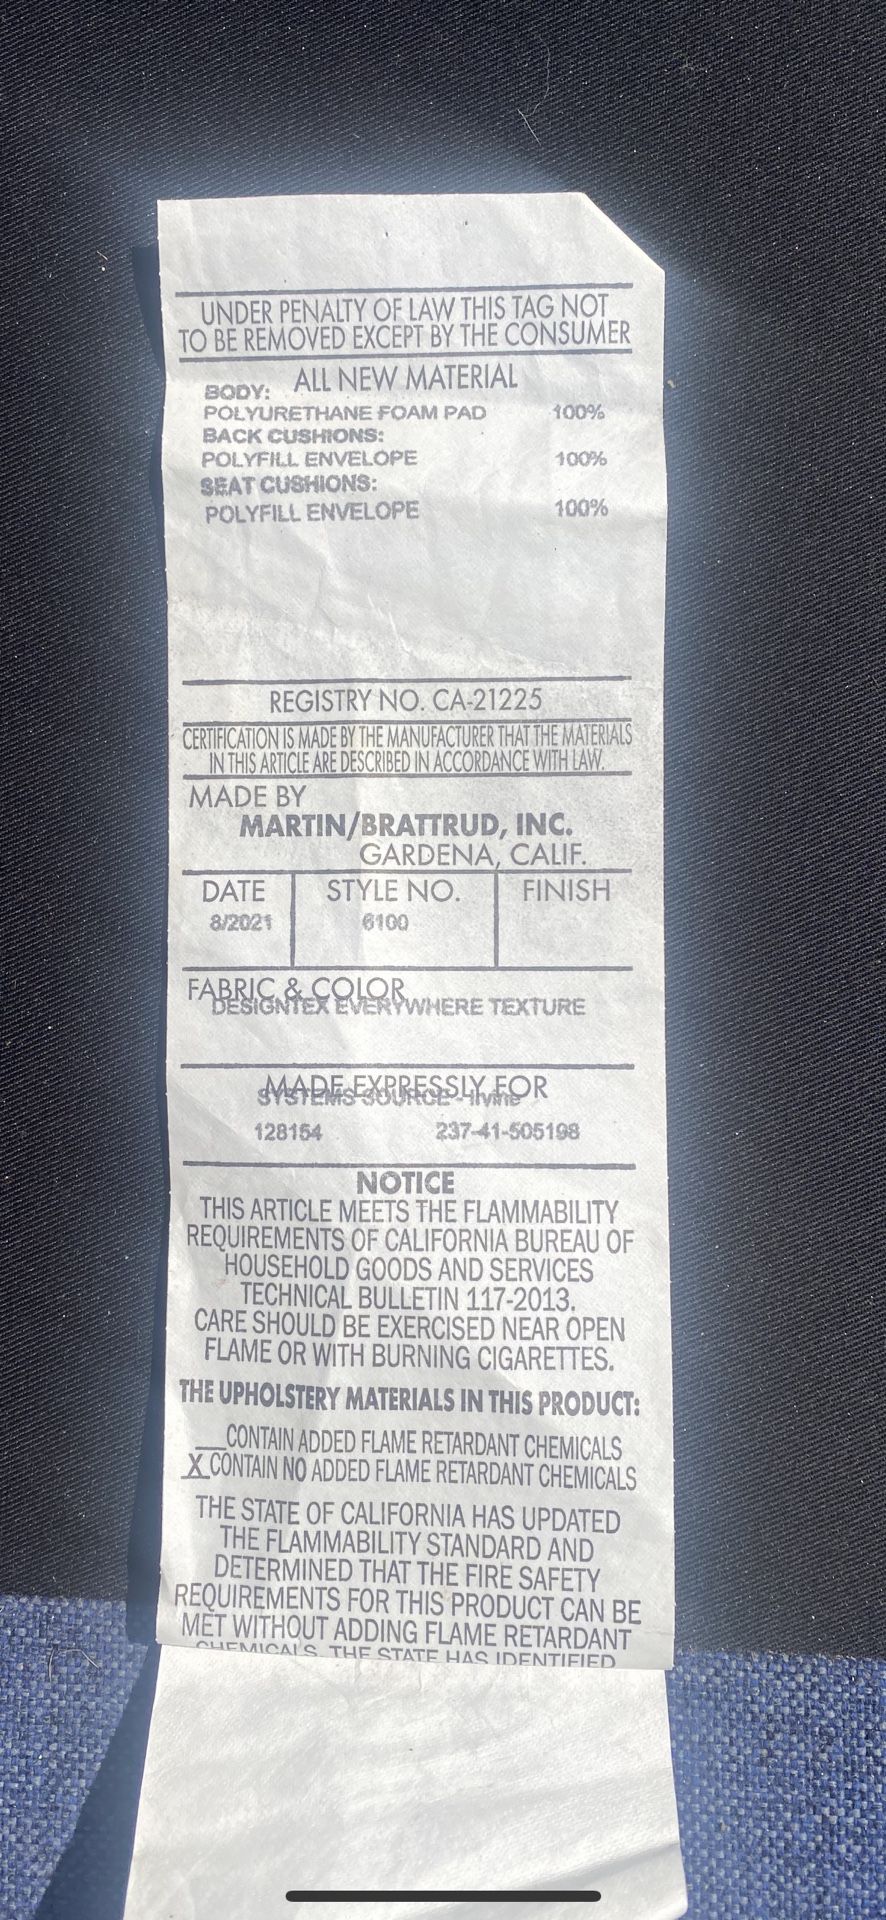 UNDER PENALTY OF LAW THIS TAG NOT
TO BE REMOVED EXCEPT BY THE CONSUMER
ALL NEW MATERIAL
BODY:
POLYURETHANE FOAM PAD 100%
BACK CUSHIONS:
POLYFILL ENVELOPE 100%
SEAT CUSHIONS:
POLYFILL ENVELOPE 100%
REGISTRY NO. CA-21225
CERTIFICATION IS MADE BY THE MANUFACTURER THAT THE MATERIALS
IN THIS ARTICLE ARE DESCRIBED IN ACCORDANCE WITH LAW.
MADE BY
MARTIN/BRATTRUD, INC.
GARDENA, CALIF.
DATE STYLE NO. FINISH
8/2021 6100
FABRIC & COLOR
DESIGNTEX EVERYWHERE TEXTURE
MADE EXPRESSLY FOR
SYSTEMS SOURCE - Irvine
128154 237-41-505198
NOTICE
THIS ARTICLE MEETS THE FLAMMABILITY
REQUIREMENTS OF CALIFORNIA BUREAU OF
HOUSEHOLD GOODS AND SERVICES
TECHNICAL BULLETIN 117-2013.
CARE SHOULD BE EXERCISED NEAR OPEN
FLAME OR WITH BURNING CIGARETTES.
THE UPHOLSTERY MATERIALS IN THIS PRODUCT:
__CONTAIN ADDED FLAME RETARDANT CHEMICALS
X CONTAIN NO ADDED FLAME RETARDANT CHEMICALS
THE STATE OF CALIFORNIA HAS UPDATED
THE FLAMMABILITY STANDARD AND
DETERMINED THAT THE FIRE SAFETY
REQUIREMENTS FOR THIS PRODUCT CAN BE
MET WITHOUT ADDING FLAME RETARDANT
CHEMICALS. THE STATE HAS IDENTIFIED